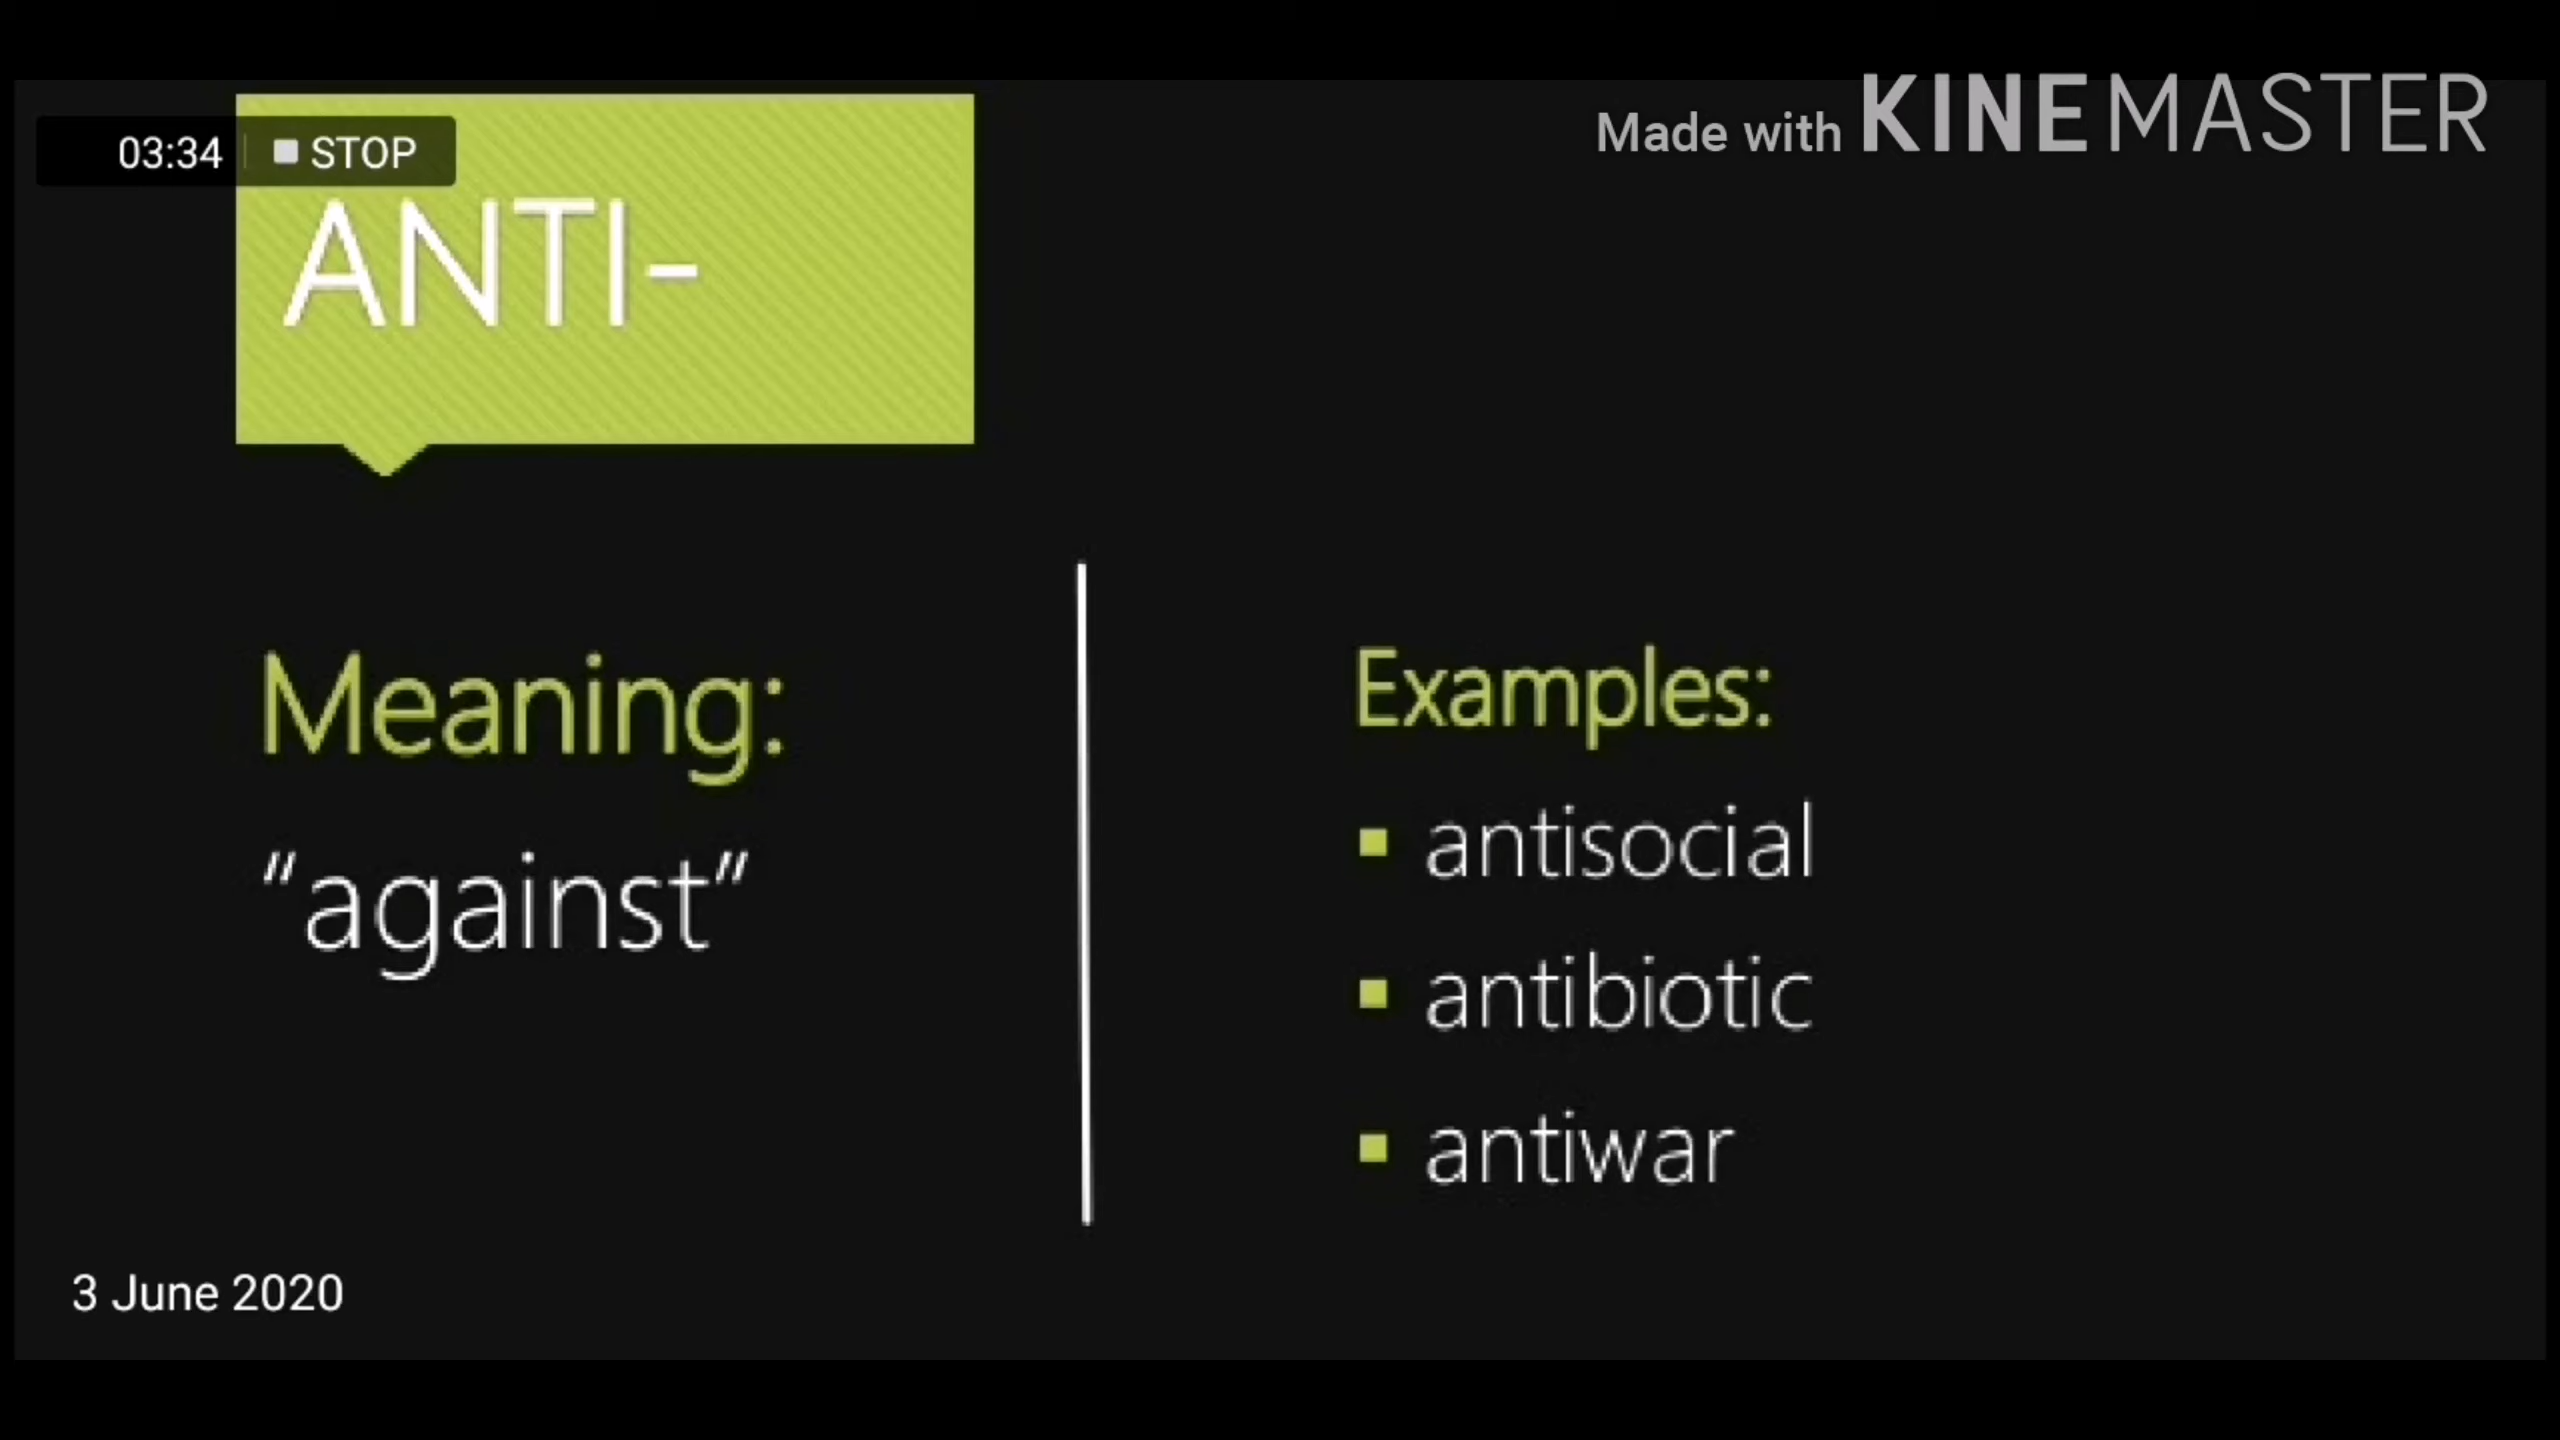 03:34 STOP
Made with KINEMASTER
ANTI-
Meaning:
“against”
Examples:
▪ antisocial
▪ antibiotic
▪ antiwar
3 June 2020